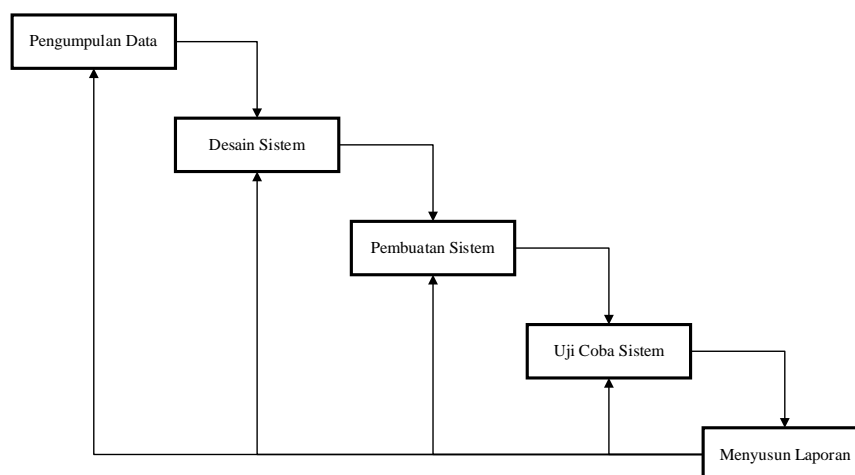 Pengumpulan Data
Desain Sistem
Pembuatan Sistem
Uji Coba Sistem
Menyusun Laporan